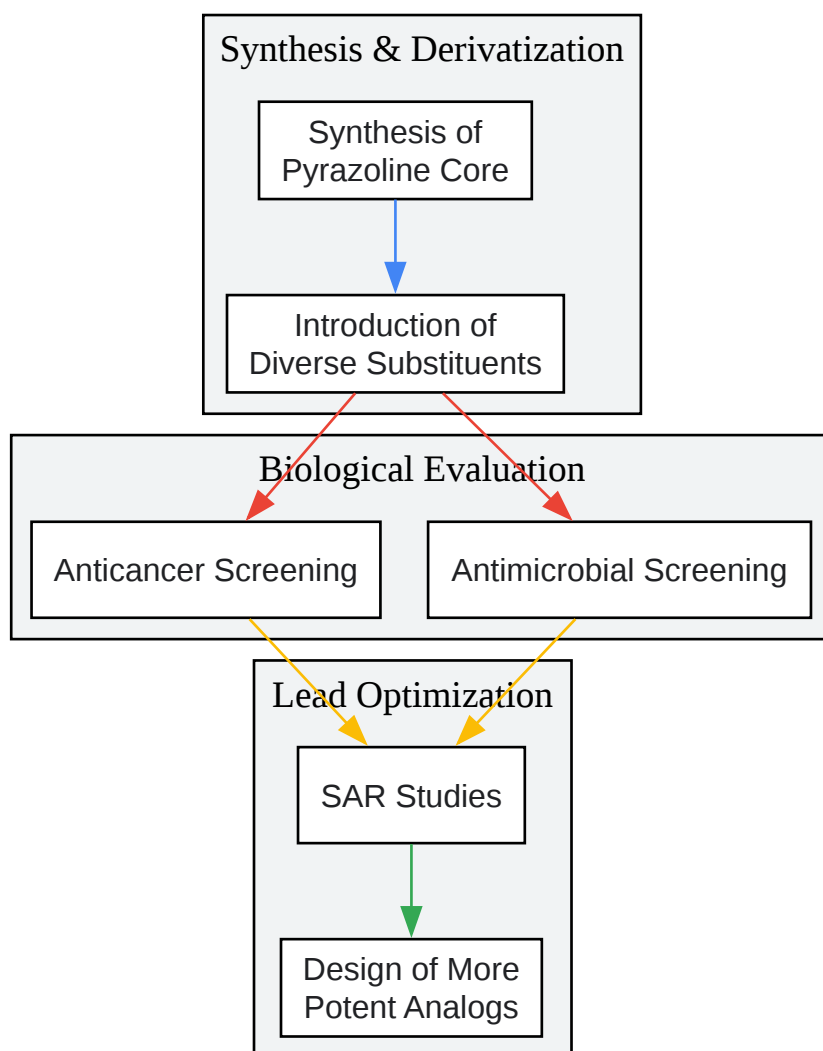 Synthesis & Derivatization
Synthesis of
Pyrazoline Core
Introduction of
Diverse Substituents
Biological Evaluation
Anticancer Screening
Antimicrobial Screening
Lead Optimization
SAR Studies
Design of More
Potent Analogs